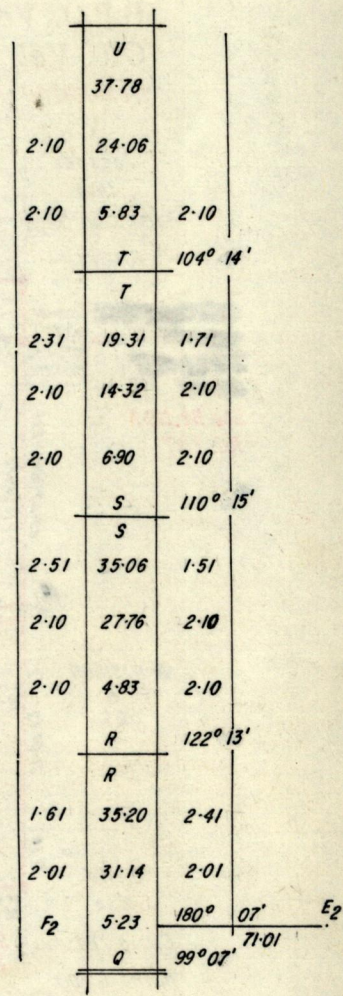 U
37·78
2·10 24·06
2·10 5·83 2·10
T 104° 14'
T
2·31 19·31 1·71
2·10 14·32 2·10
2·10 6·90 2·10
S 110° 15'
S
2·51 35·06 1·51
2·10 27·76 2·10
2·10 4·83 2·10
R 122° 13'
R
1·61 35·20 2·41
2·01 31·14 2·01
F2 5·23 180° 07' E2
71·01
Q 99° 07'